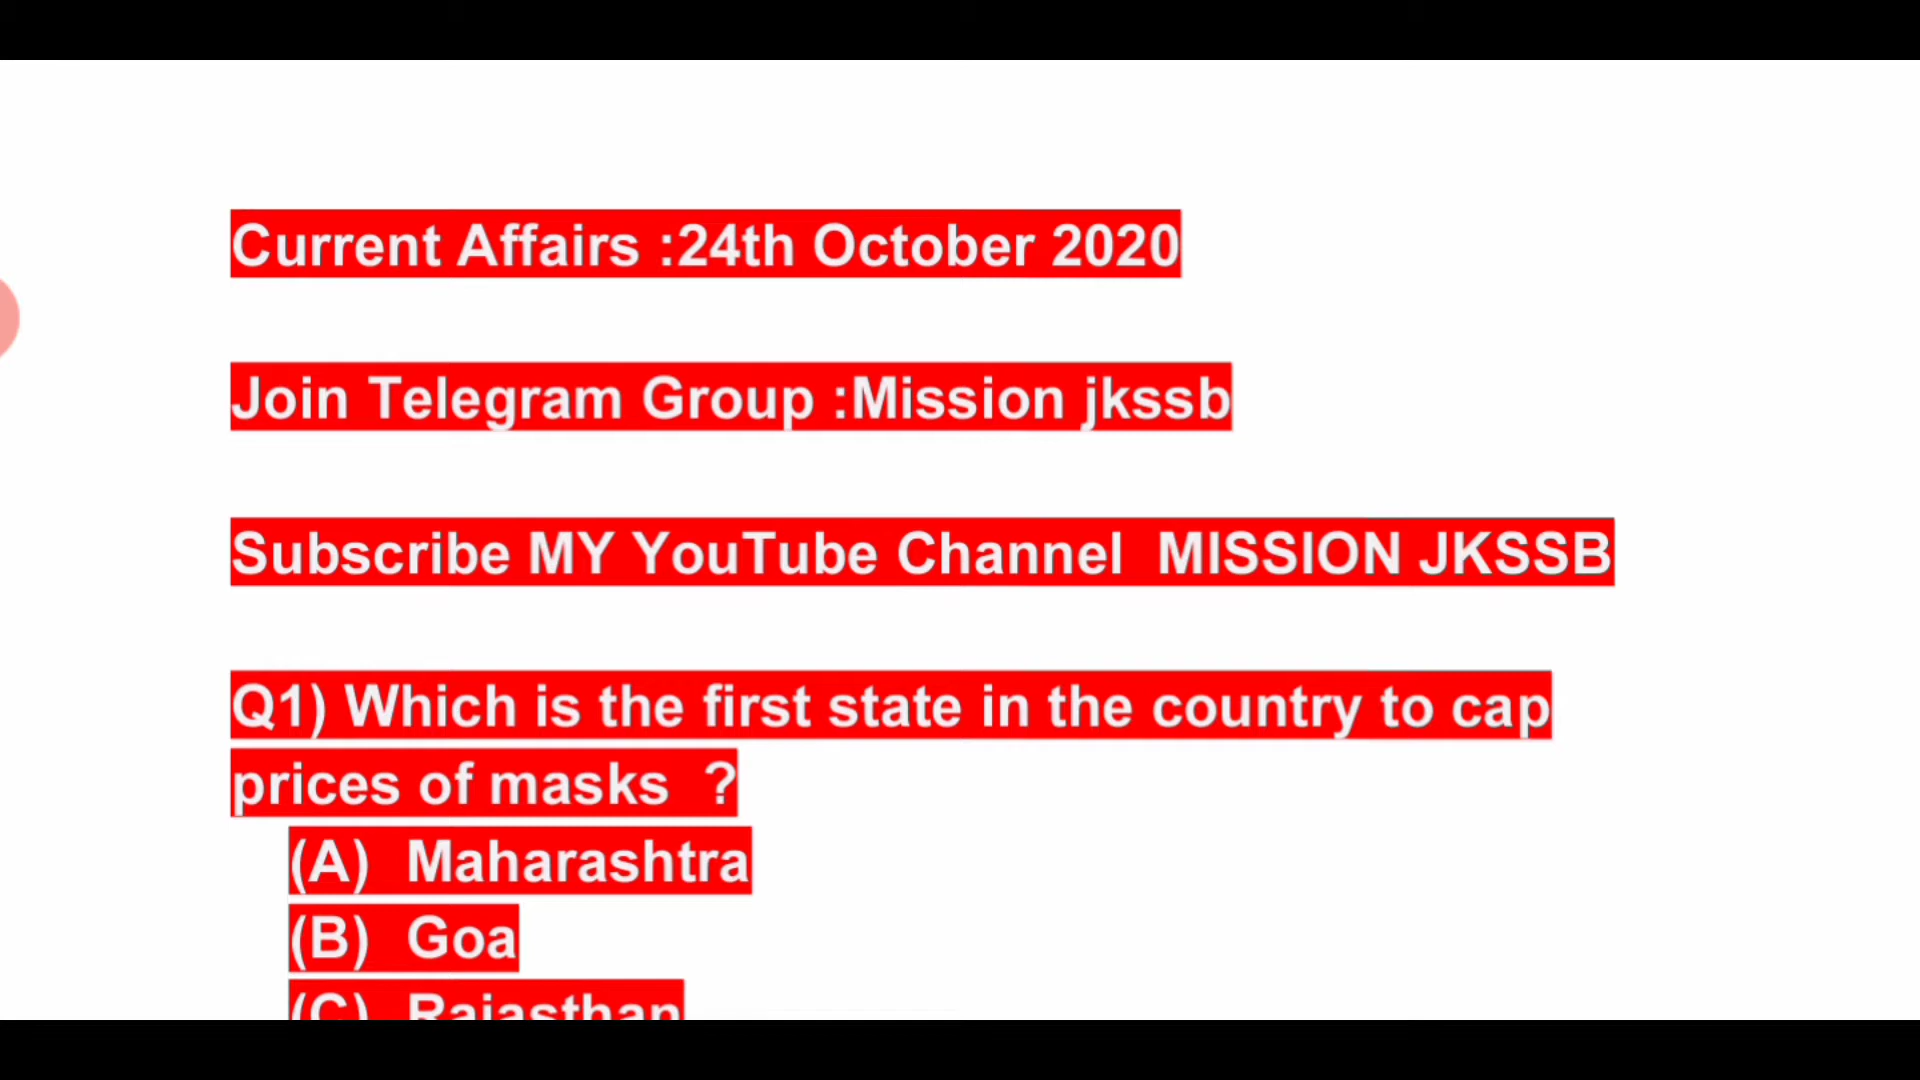 Current Affairs :24th October 2020
Join Telegram Group :Mission jkssb
Subscribe MY YouTube Channel  MISSION JKSSB
Q1) Which is the first state in the country to cap
prices of masks  ?
(A)  Maharashtra
(B)  Goa
(C)  Rajasthan